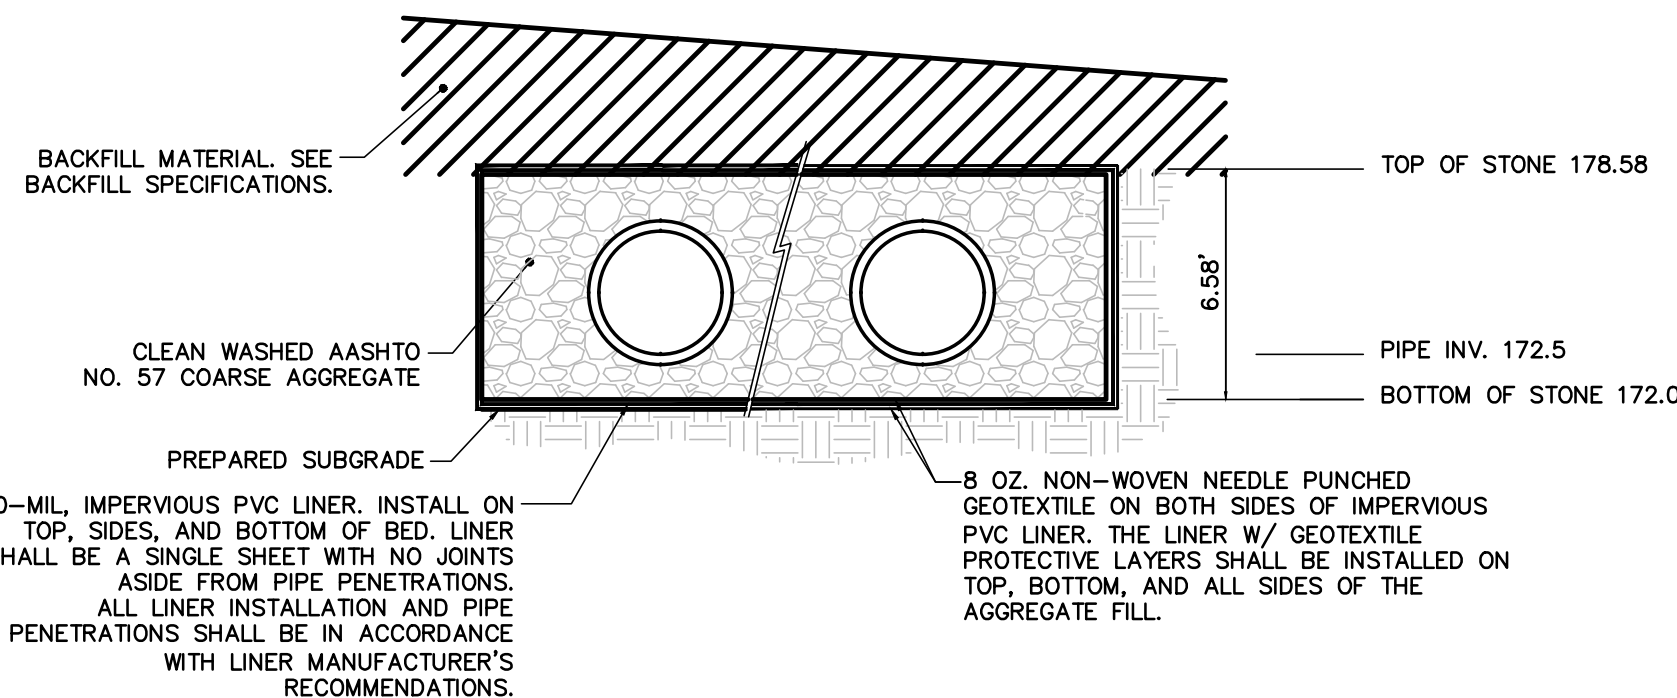 BACKFILL MATERIAL. SEE
BACKFILL SPECIFICATIONS.
TOP OF STONE 178.58
6.58'
CLEAN WASHED AASHTO
NO. 57 COARSE AGGREGATE
PIPE INV. 172.5
BOTTOM OF STONE 172.0
PREPARED SUBGRADE
0-MIL, IMPERVIOUS PVC LINER. INSTALL ON
TOP, SIDES, AND BOTTOM OF BED. LINER
HALL BE A SINGLE SHEET WITH NO JOINTS
ASIDE FROM PIPE PENETRATIONS.
ALL LINER INSTALLATION AND PIPE
PENETRATIONS SHALL BE IN ACCORDANCE
WITH LINER MANUFACTURER'S
RECOMMENDATIONS.
8 OZ. NON-WOVEN NEEDLE PUNCHED
GEOTEXTILE ON BOTH SIDES OF IMPERVIOUS
PVC LINER. THE LINER W/ GEOTEXTILE
PROTECTIVE LAYERS SHALL BE INSTALLED ON
TOP, BOTTOM, AND ALL SIDES OF THE
AGGREGATE FILL.